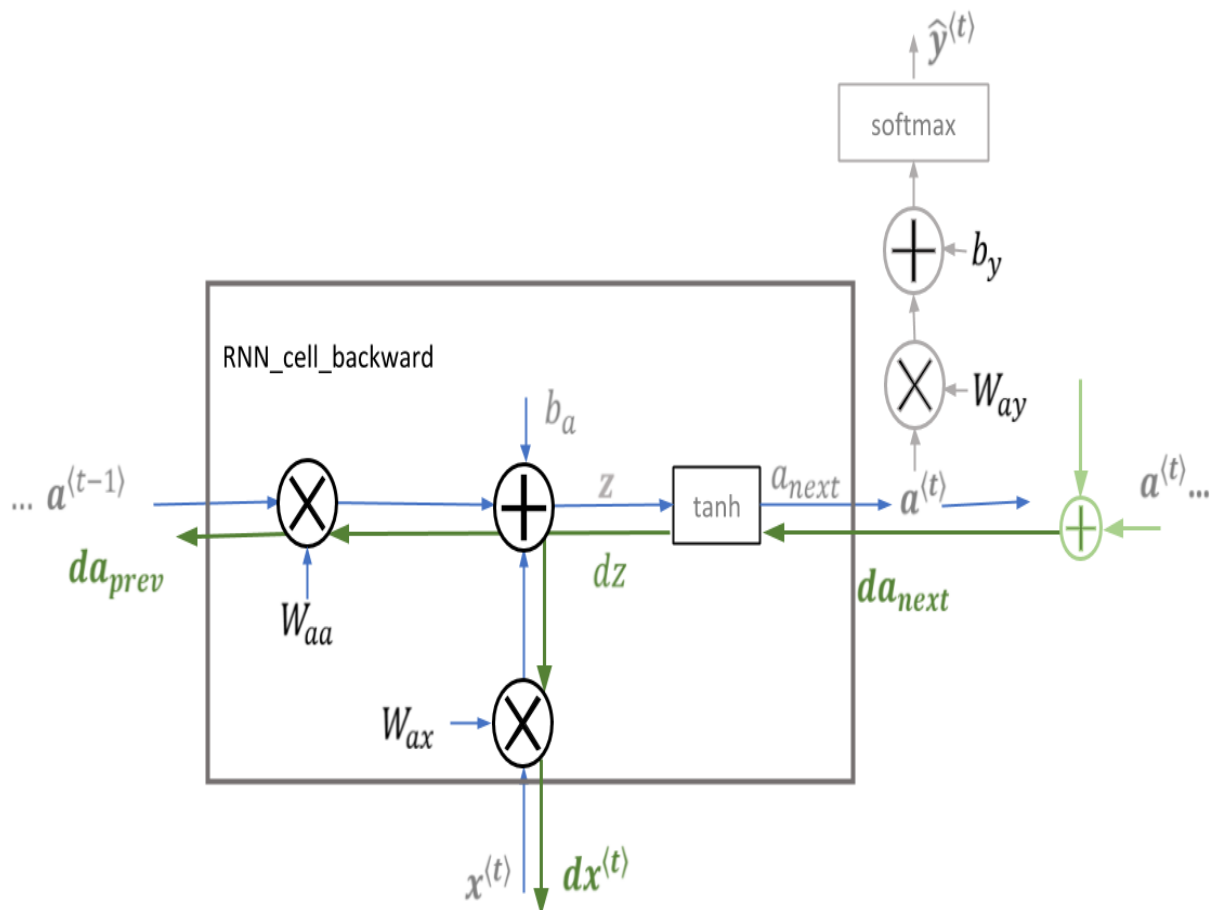 ŷ⟨t⟩
softmax
b_y
RNN_cell_backward
W_ay
b_a
... a⟨t−1⟩
z
tanh
a_next
a⟨t⟩
a⟨t⟩...
da_prev
dz
da_next
W_aa
W_ax
x⟨t⟩
dx⟨t⟩